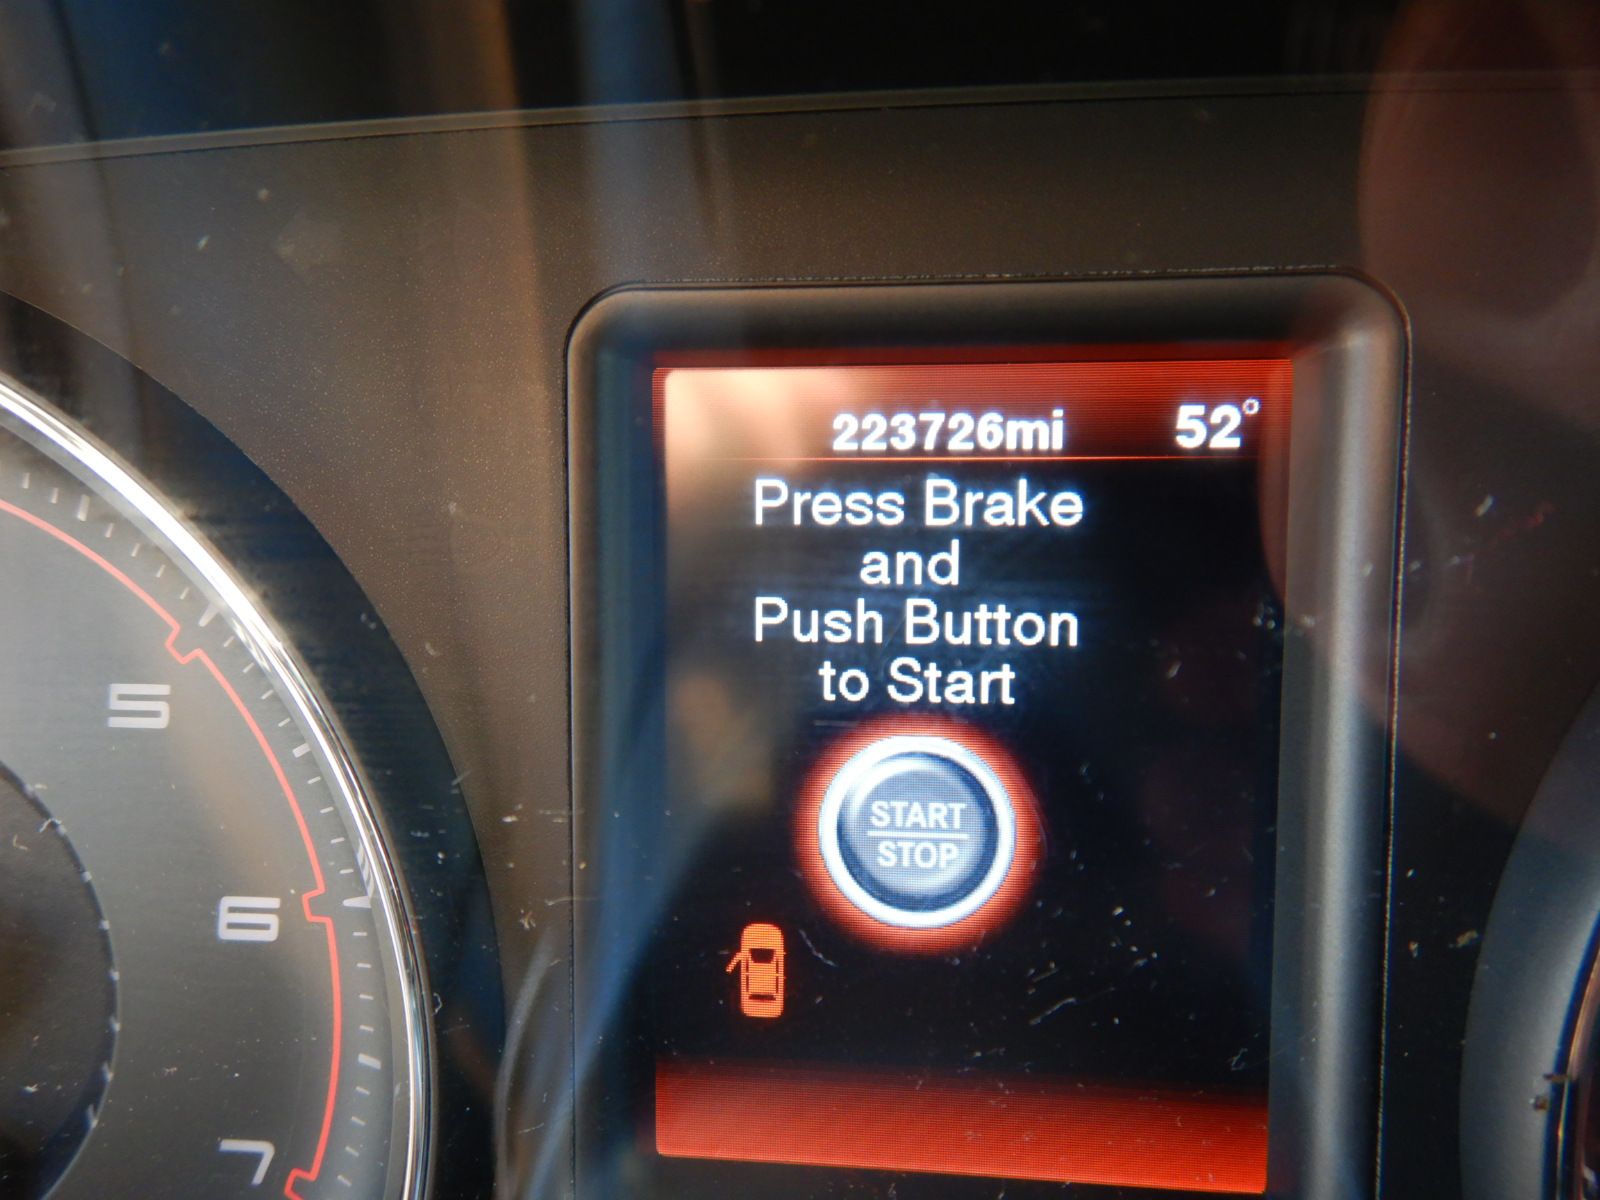 223726mi 52°
Press Brake
and
Push Button
to Start
START
STOP
5
6
7